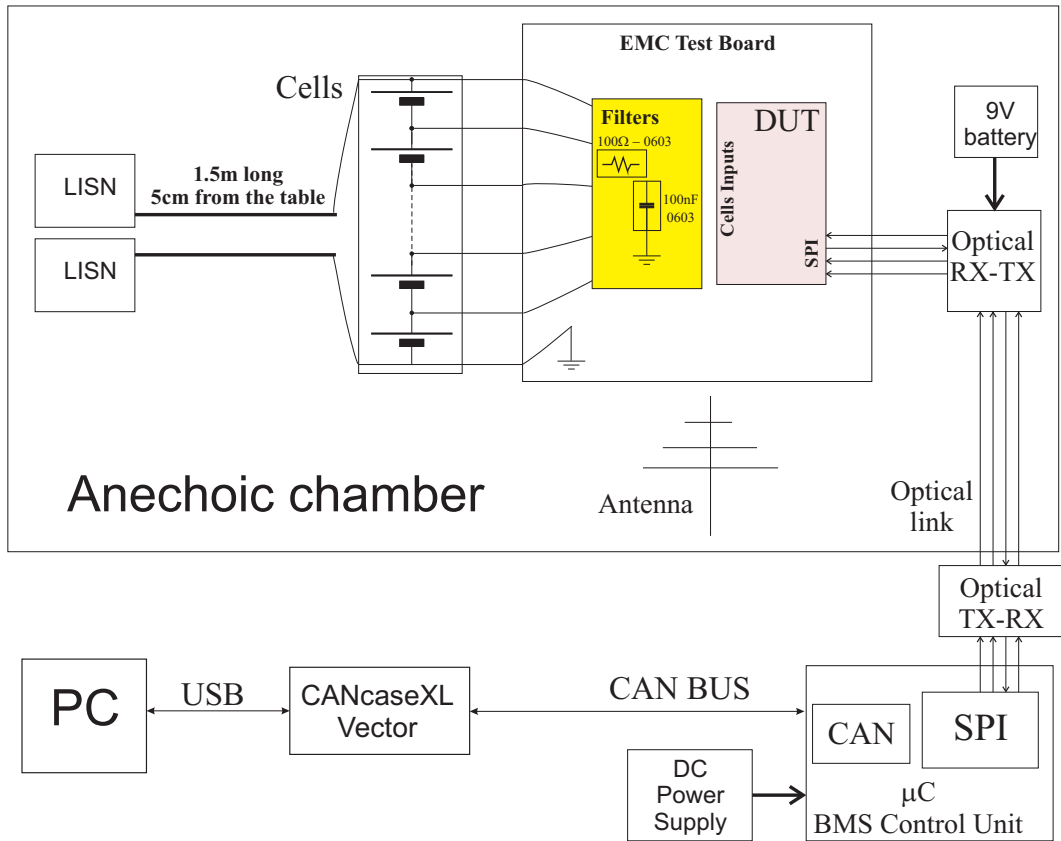 EMC Test Board
Cells
Filters
100Ω – 0603
100nF
0603
Cells Inputs
DUT
SPI
9V
battery
LISN
1.5m long
5cm from the table
LISN
Optical
RX-TX
Anechoic chamber
Antenna
Optical
link
Optical
TX-RX
PC
USB
CANcaseXL
Vector
CAN BUS
CAN
SPI
DC
Power
Supply
μC
BMS Control Unit